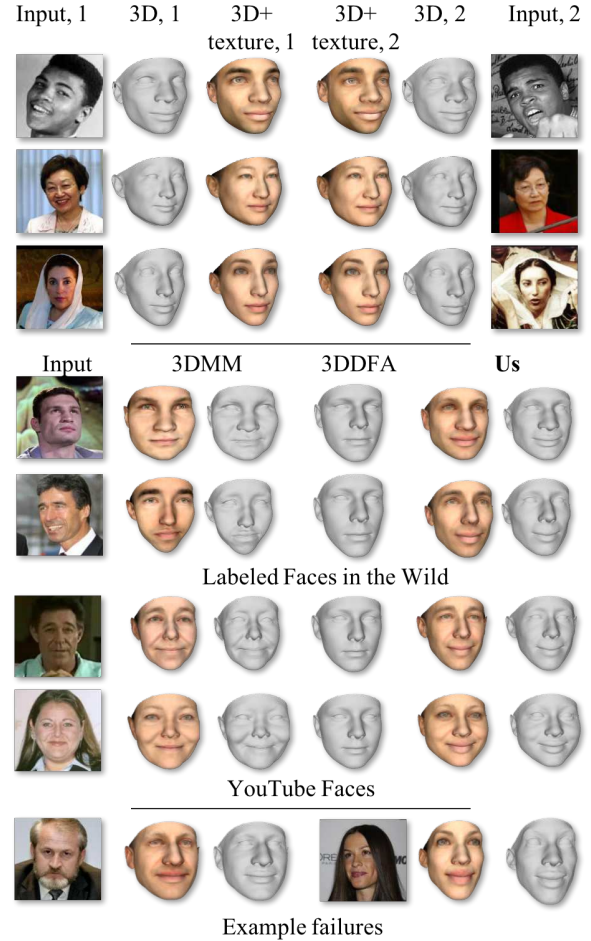 Input, 1 3D, 1 3D+ 3D+ 3D, 2 Input, 2
texture, 1 texture, 2
Input 3DMM 3DDFA Us
Labeled Faces in the Wild
YouTube Faces
Example failures